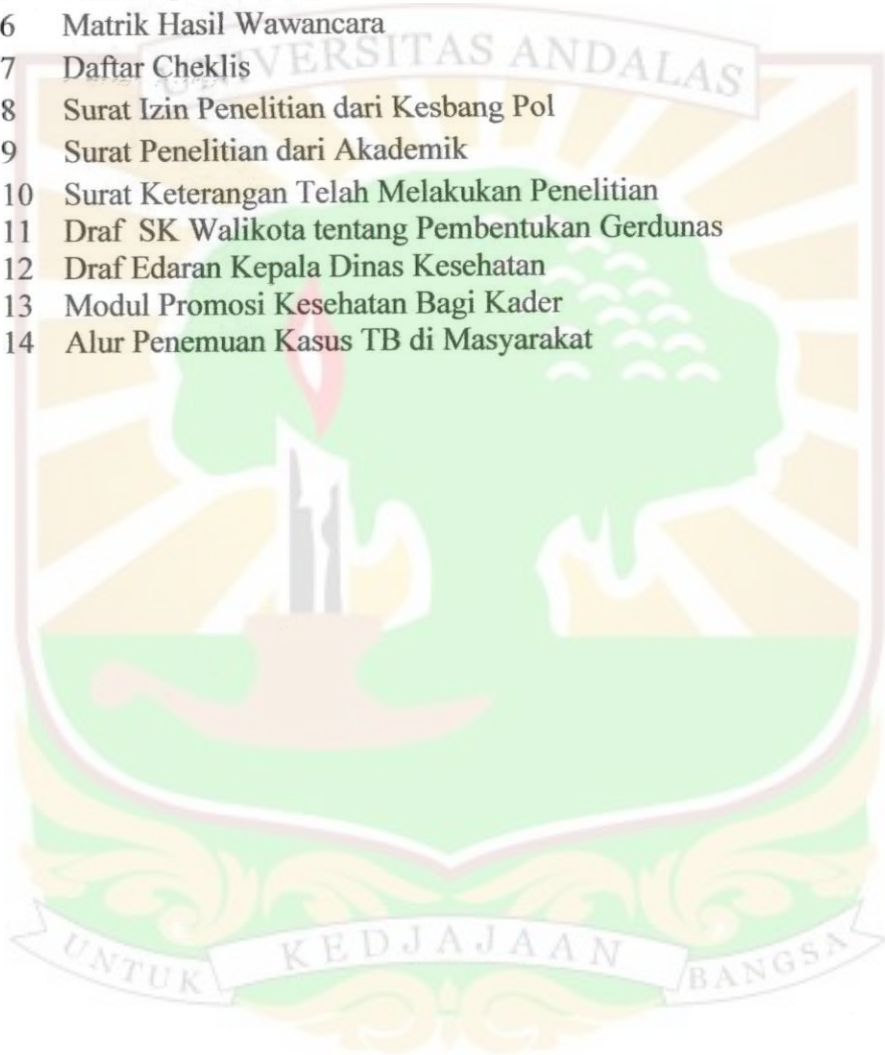 6 Matrik Hasil Wawancara
7 Daftar Cheklis
8 Surat Izin Penelitian dari Kesbang Pol
9 Surat Penelitian dari Akademik
10 Surat Keterangan Telah Melakukan Penelitian
11 Draf SK Walikota tentang Pembentukan Gerdunas
12 Draf Edaran Kepala Dinas Kesehatan
13 Modul Promosi Kesehatan Bagi Kader
14 Alur Penemuan Kasus TB di Masyarakat
UNIVERSITAS ANDALAS
UNTUK KEDJAJAAN BANGSA